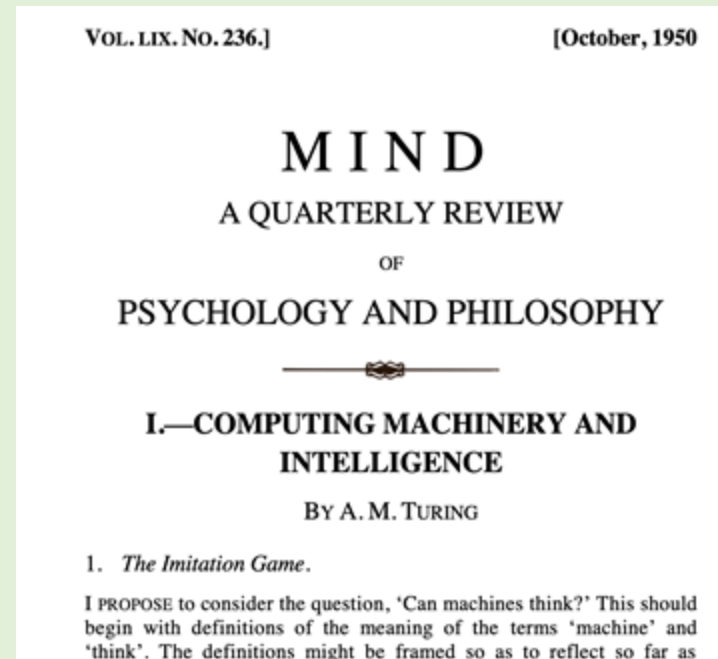 VOL. LIX. NO. 236.] [October, 1950
MIND
A QUARTERLY REVIEW
OF
PSYCHOLOGY AND PHILOSOPHY
I.—COMPUTING MACHINERY AND
INTELLIGENCE
BY A. M. TURING
1. The Imitation Game.
I PROPOSE to consider the question, ‘Can machines think?’ This should
begin with definitions of the meaning of the terms ‘machine’ and
‘think’. The definitions might be framed so as to reflect so far as